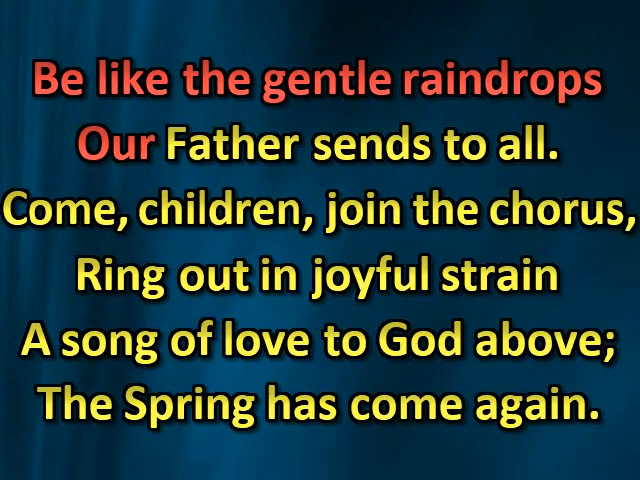 Be like the gentle raindrops
Our Father sends to all.
Come, children, join the chorus,
Ring out in joyful strain
A song of love to God above;
The Spring has come again.